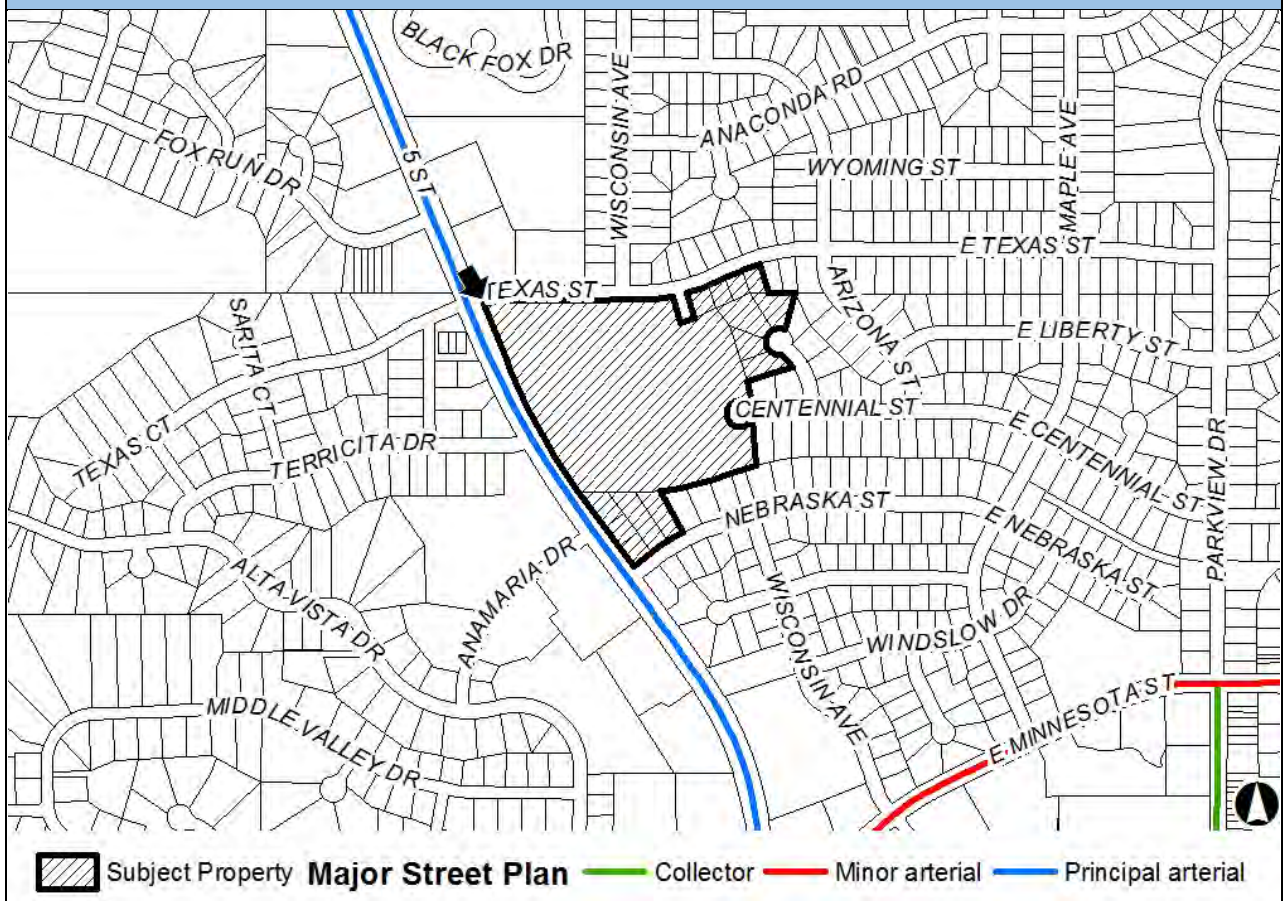 BLACK FOX DR
WISCONSIN AVE
ANACONDA RD
FOX RUN DR
5 ST
WYOMING ST
MAPLE AVE
E TEXAS ST
TEXAS ST
SARITA CT
ARIZONA ST
E LIBERTY ST
CENTENNIAL ST
TEXAS CT
TERRICITA DR
E CENTENNIAL ST
PARKVIEW DR
NEBRASKA ST
E NEBRASKA ST
ANAMARIA DR
ALTA VISTA DR
WISCONSIN AVE
WINDSLOW DR
MIDDLE VALLEY DR
E MINNESOTA ST
Subject Property Major Street Plan Collector Minor arterial Principal arterial